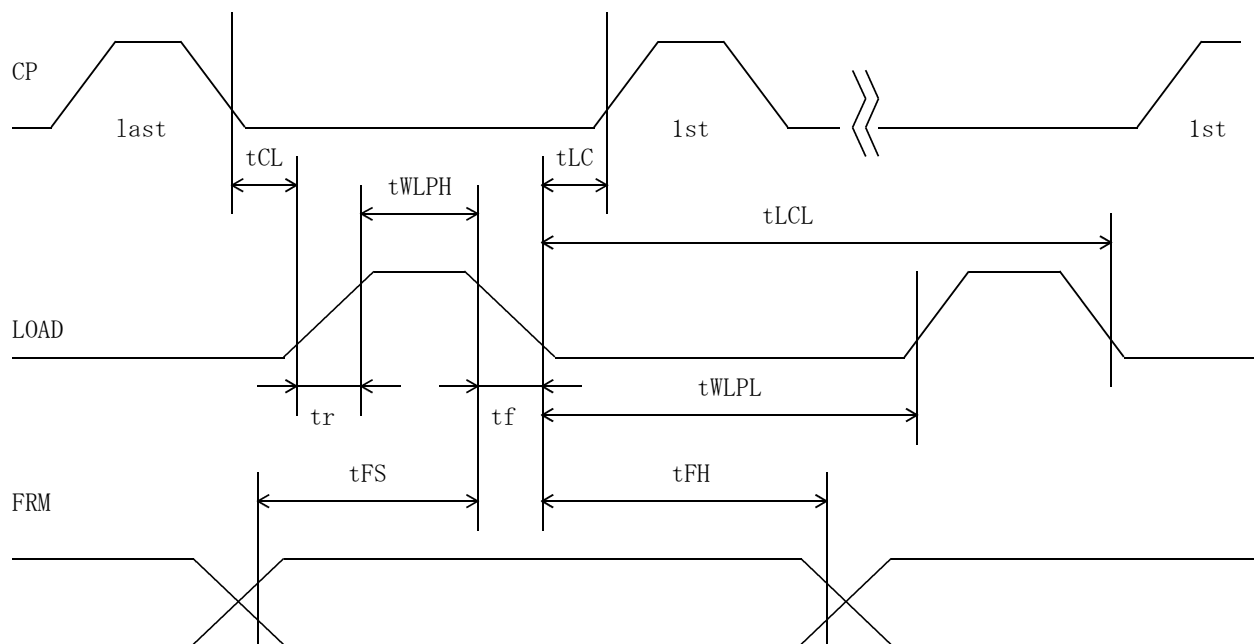 CP
last
1st
1st
tCL
tLC
tWLPH
tLCL
LOAD
tWLPL
tr
tf
tFS
tFH
FRM